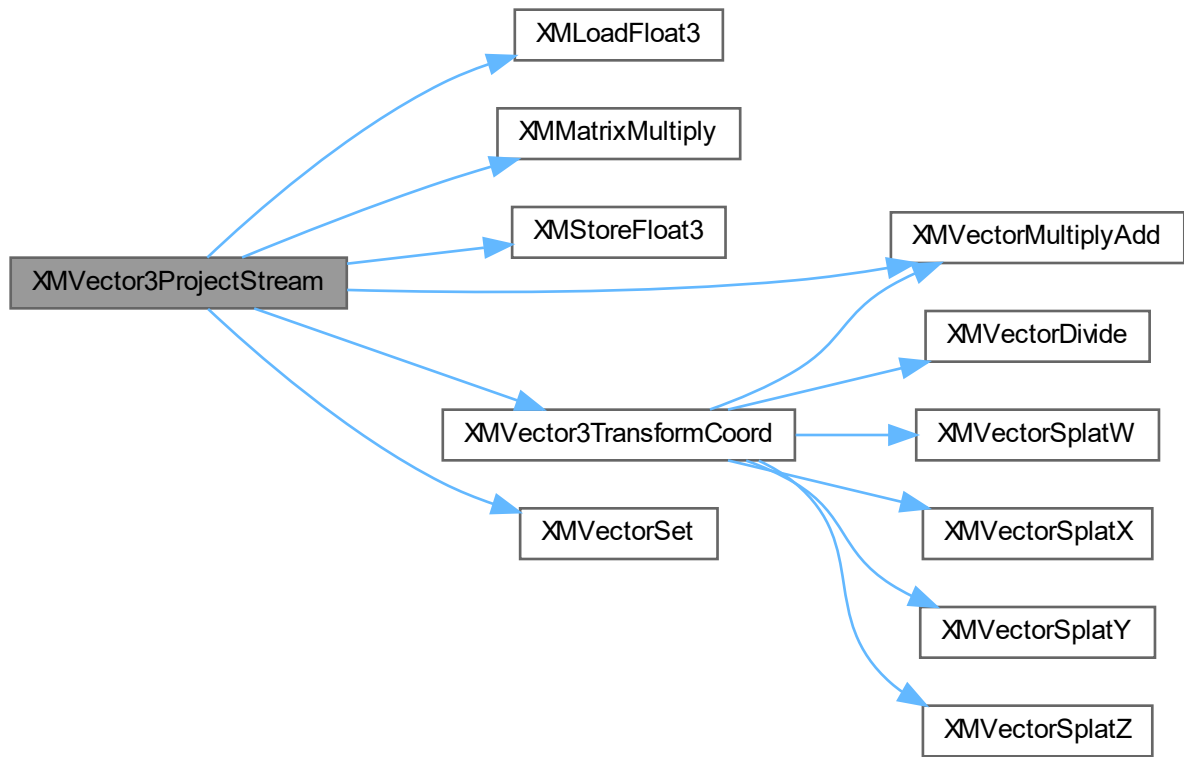 XMLoadFloat3
XMMatrixMultiply
XMStoreFloat3
XMVectorMultiplyAdd
XMVector3ProjectStream
XMVectorDivide
XMVector3TransformCoord
XMVectorSplatW
XMVectorSet
XMVectorSplatX
XMVectorSplatY
XMVectorSplatZ